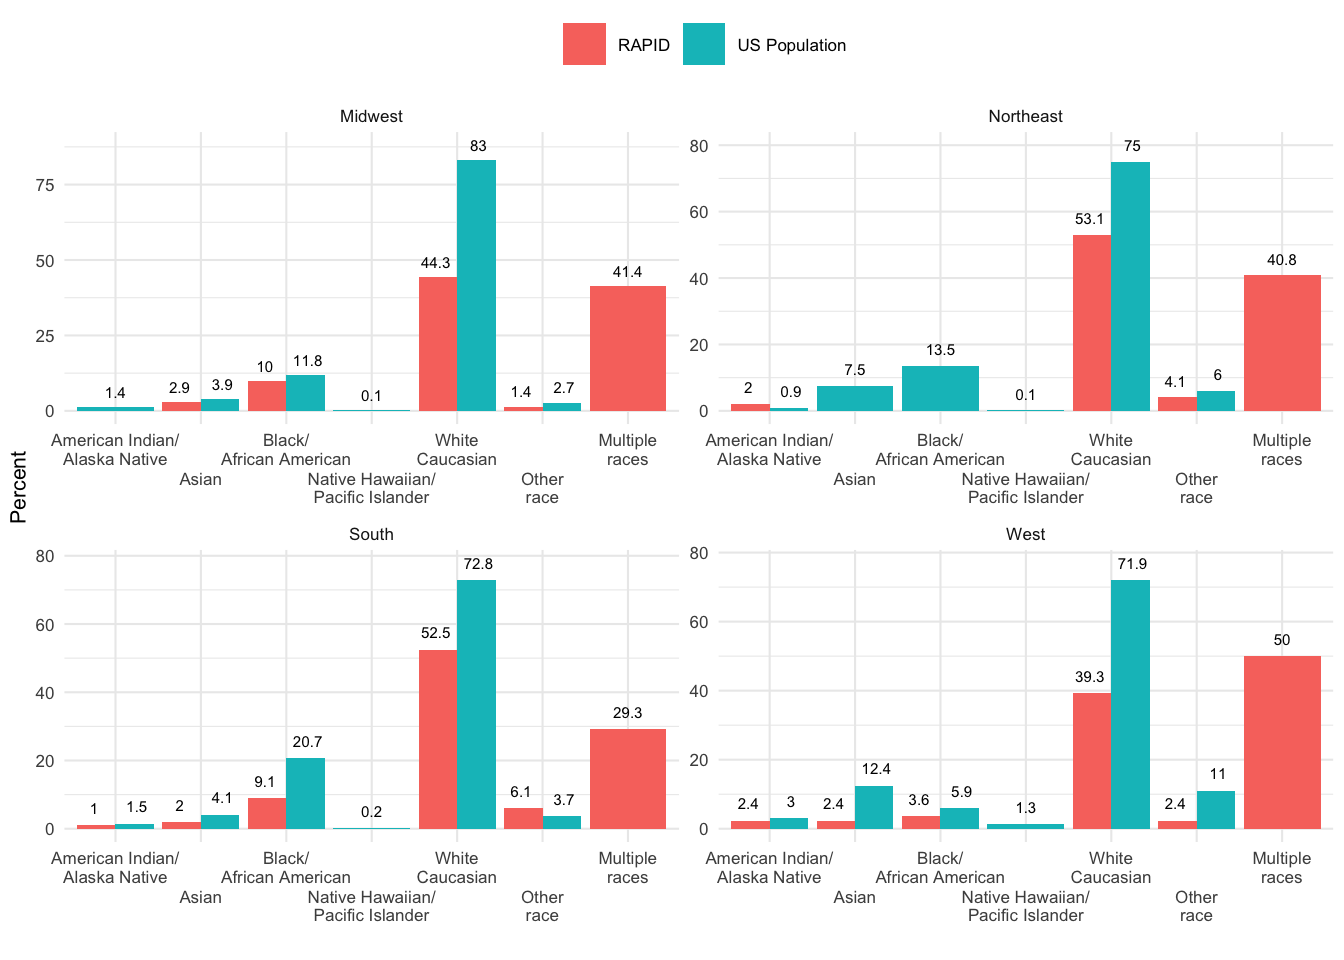 RAPID US Population
Midwest
Northeast
Percent
75
50
25
0
1.4 2.9 3.9 10 11.8 0.1 44.3 83 1.4 2.7 41.4
American Indian/ Black/ White Multiple
Alaska Native African American Caucasian races
Asian Native Hawaiian/ Other
Pacific Islander race
80
60
40
20
0
2 0.9 7.5 13.5 0.1 53.1 75 4.1 6 40.8
American Indian/ Black/ White Multiple
Alaska Native African American Caucasian races
Asian Native Hawaiian/ Other
Pacific Islander race
South
80
60
40
20
0
1 1.5 2 4.1 9.1 20.7 0.2 52.5 72.8 6.1 3.7 29.3
American Indian/ Black/ White Multiple
Alaska Native African American Caucasian races
Asian Native Hawaiian/ Other
Pacific Islander race
West
80
60
40
20
0
2.4 3 2.4 12.4 3.6 5.9 1.3 39.3 71.9 2.4 11 50
American Indian/ Black/ White Multiple
Alaska Native African American Caucasian races
Asian Native Hawaiian/ Other
Pacific Islander race